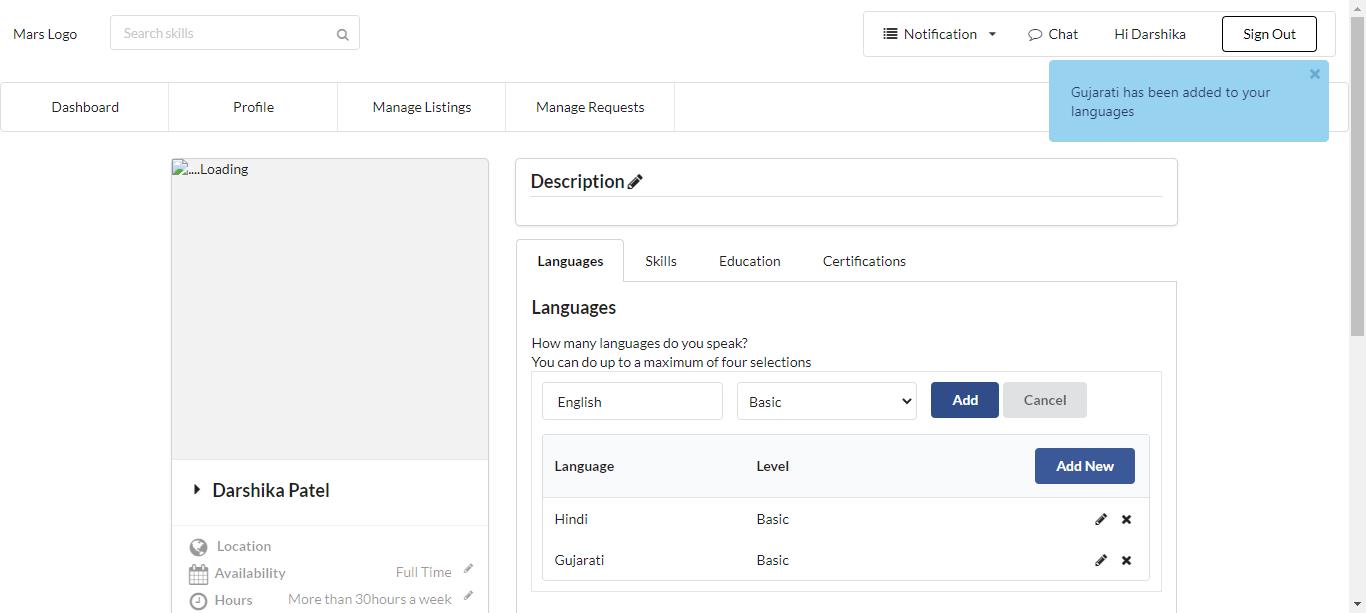 Mars Logo
Search skills
Notification
Chat
Hi Darshika
Sign Out
Gujarati has been added to your
languages
Dashboard
Profile
Manage Listings
Manage Requests
....Loading
Description
Languages
Skills
Education
Certifications
Languages
How many languages do you speak?
You can do up to a maximum of four selections
English
Basic
Add
Cancel
Language
Level
Add New
Hindi
Basic
Gujarati
Basic
Darshika Patel
Location
Availability
Full Time
Hours
More than 30hours a week